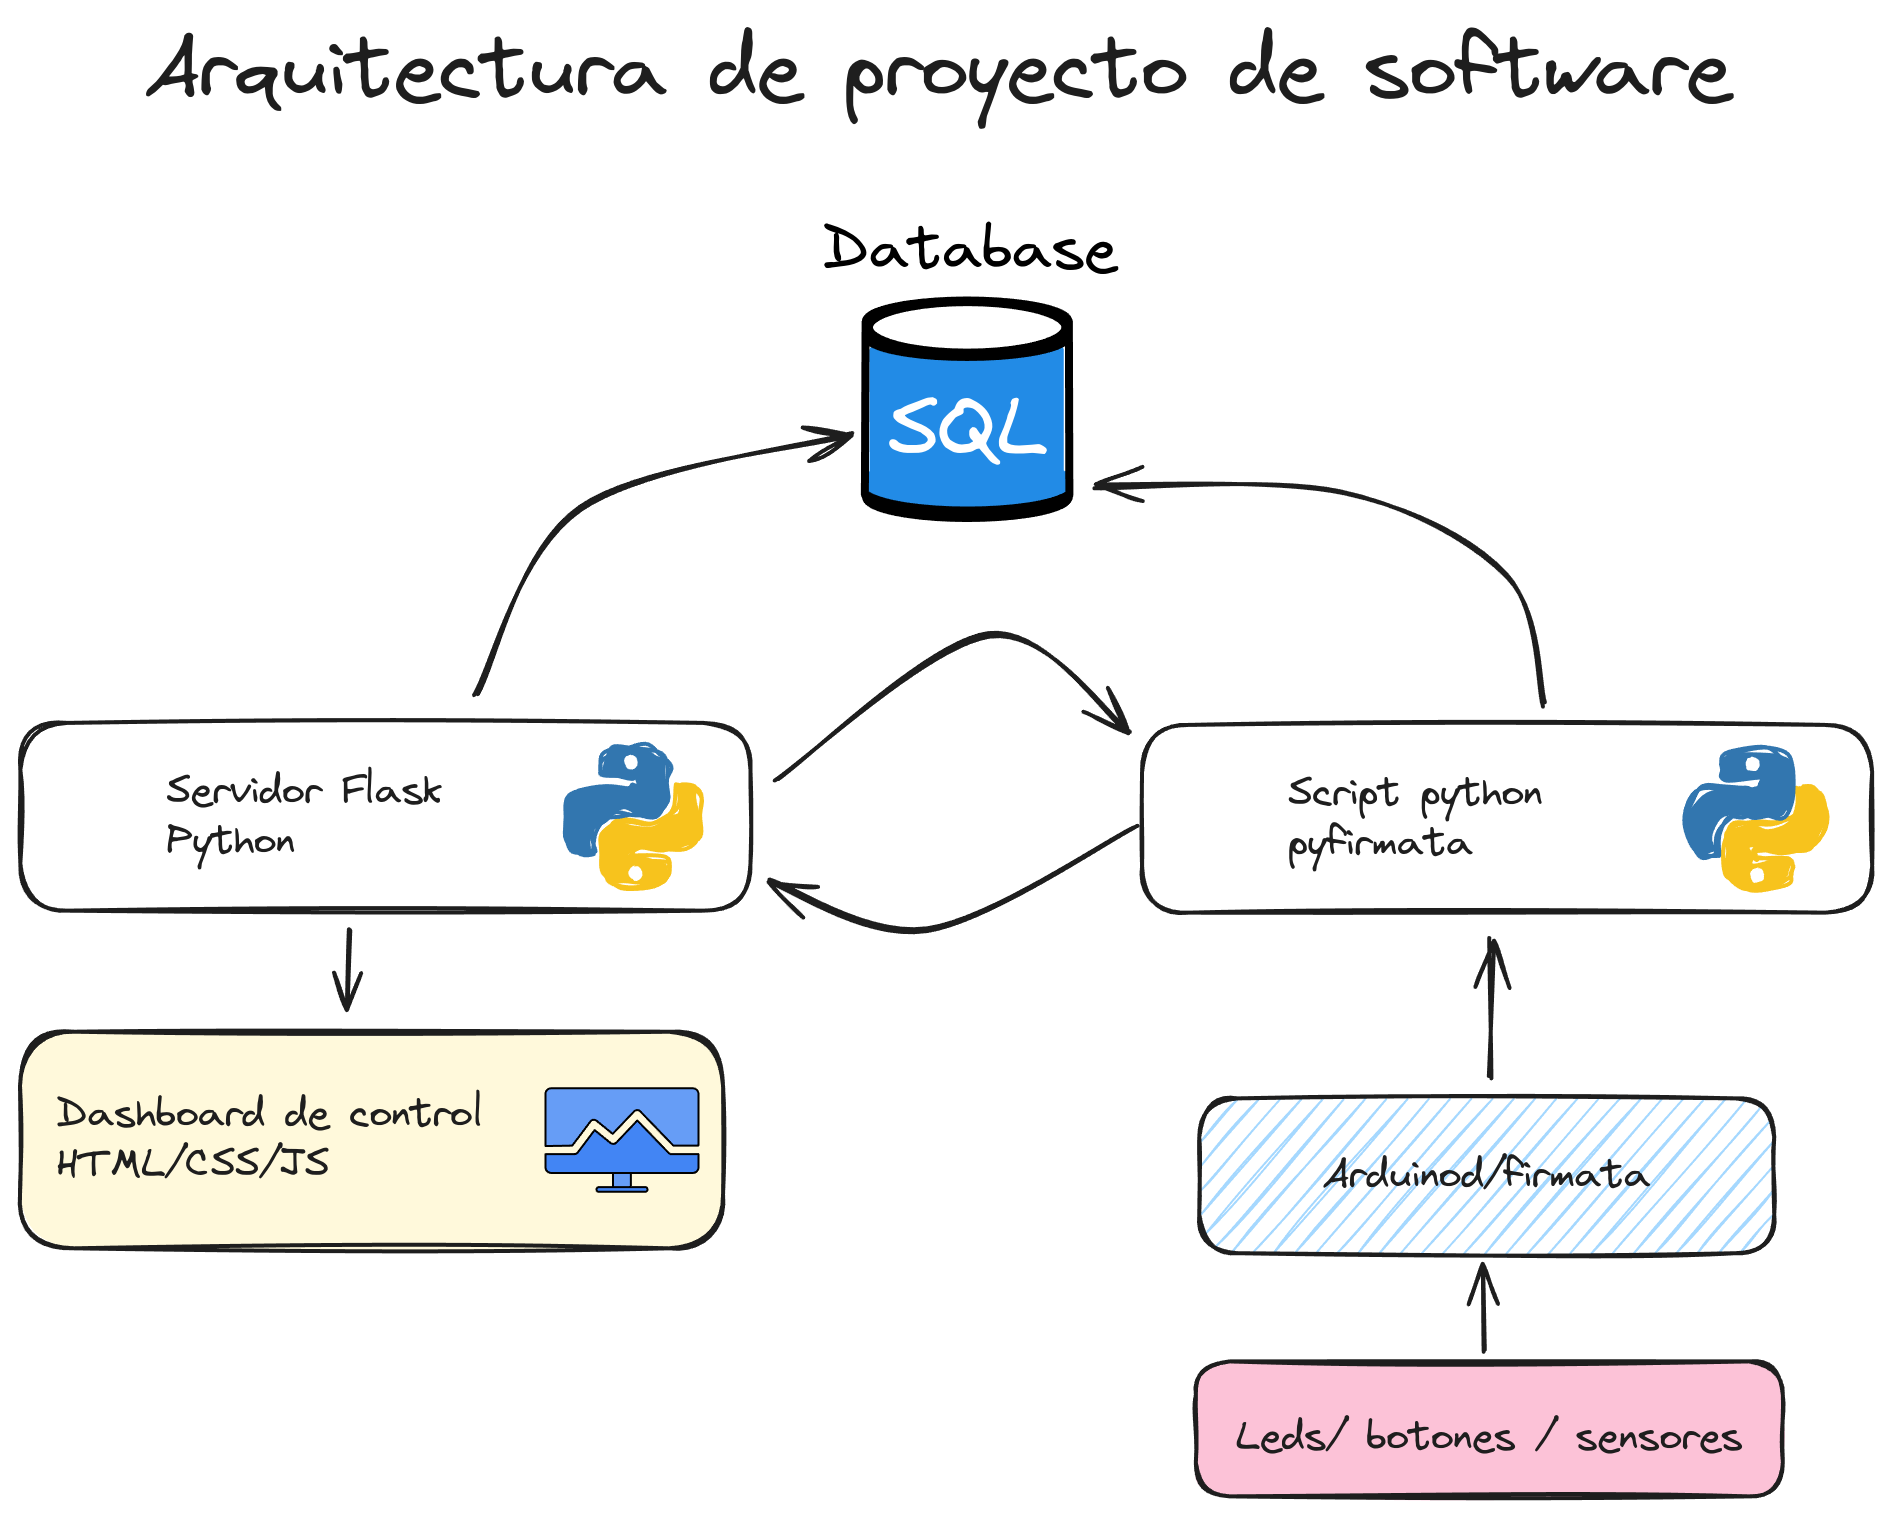 Arquitectura de proyecto de software
Database
SQL
Servidor Flask
Python
Script python
pyfirmata
Dashboard de control
HTML/CSS/JS
Arduinod/firmata
Leds/ botones / sensores